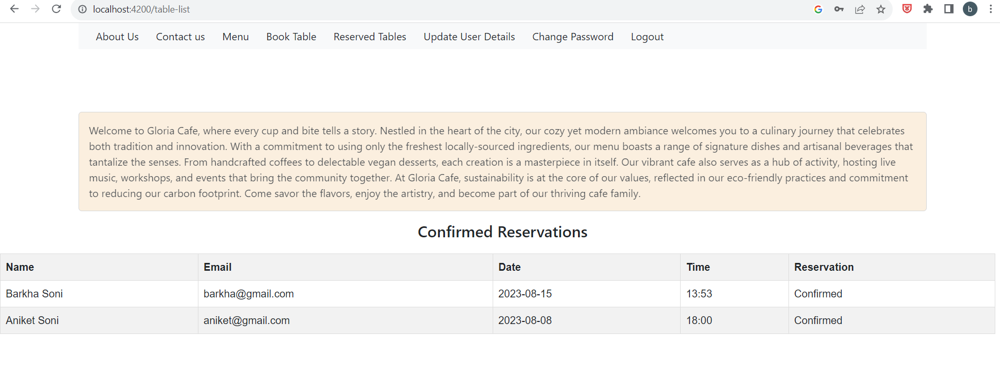 localhost:4200/table-list
b
About Us Contact us Menu Book Table Reserved Tables Update User Details Change Password Logout
Welcome to Gloria Cafe, where every cup and bite tells a story. Nestled in the heart of the city, our cozy yet modern ambiance welcomes you to a culinary journey that celebrates
both tradition and innovation. With a commitment to using only the freshest locally-sourced ingredients, our menu boasts a range of signature dishes and artisanal beverages that
tantalize the senses. From handcrafted coffees to delectable vegan desserts, each creation is a masterpiece in itself. Our vibrant cafe also serves as a hub of activity, hosting live
music, workshops, and events that bring the community together. At Gloria Cafe, sustainability is at the core of our values, reflected in our eco-friendly practices and commitment
to reducing our carbon footprint. Come savor the flavors, enjoy the artistry, and become part of our thriving cafe family.
Confirmed Reservations
Name Email Date Time Reservation
Barkha Soni barkha@gmail.com 2023-08-15 13:53 Confirmed
Aniket Soni aniket@gmail.com 2023-08-08 18:00 Confirmed